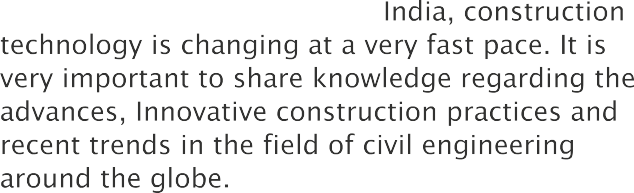 India, construction
technology is changing at a very fast pace. It is
very important to share knowledge regarding the
advances, Innovative construction practices and
recent trends in the field of civil engineering
around the globe.